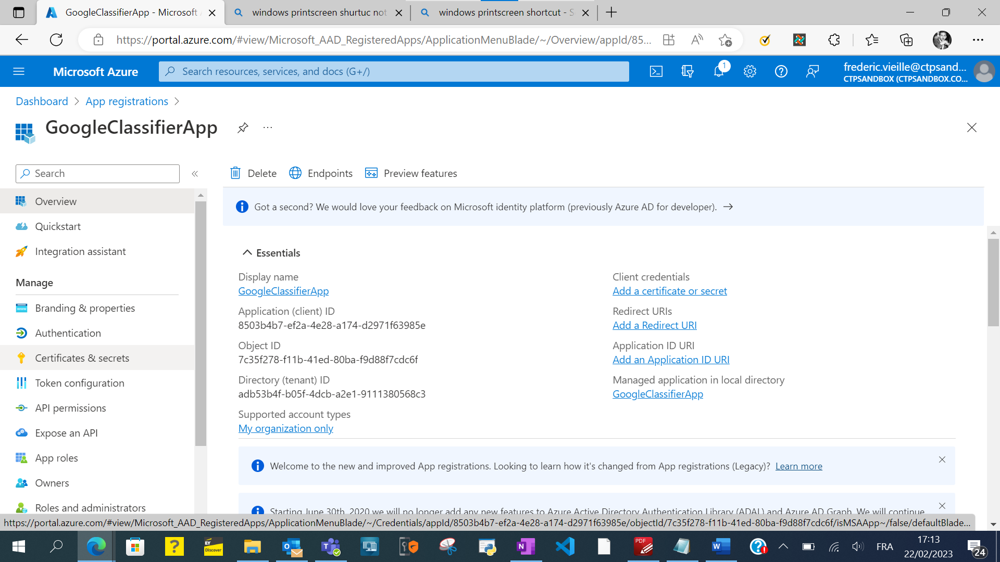 GoogleClassifierApp - Microsoft A
windows printscreen shurtuc not
windows printscreen shortcut - S
https://portal.azure.com/#view/Microsoft_AAD_RegisteredApps/ApplicationMenuBlade/~/Overview/appId/85...
Microsoft Azure
Search resources, services, and docs (G+/)
1
frederic.vieille@ctpsand...
CTPSANDBOX (CTPSANDBOX.CO...
Dashboard
App registrations
GoogleClassifierApp
Search
Delete
Endpoints
Preview features
Overview
Got a second? We would love your feedback on Microsoft identity platform (previously Azure AD for developer).
Quickstart
Integration assistant
Essentials
Manage
Display name
GoogleClassifierApp
Client credentials
Add a certificate or secret
Branding & properties
Application (client) ID
8503b4b7-ef2a-4e28-a174-d2971f63985e
Redirect URIs
Add a Redirect URI
Authentication
Object ID
7c35f278-f11b-41ed-80ba-f9d88f7cdc6f
Application ID URI
Add an Application ID URI
Certificates & secrets
Directory (tenant) ID
adb53b4f-b05f-4dcb-a2e1-9111380568c3
Managed application in local directory
GoogleClassifierApp
Token configuration
API permissions
Supported account types
My organization only
Expose an API
App roles
Owners
Roles and administrators
Welcome to the new and improved App registrations. Looking to learn how it's changed from App registrations (Legacy)? Learn more
Starting June 30th, 2020 we will no longer add any new features to Azure Active Directory Authentication Library (ADAL) and Azure AD Graph. We will continue
https://portal.azure.com/#view/Microsoft_AAD_RegisteredApps/ApplicationMenuBlade/~/Credentials/appId/8503b4b7-ef2a-4e28-a174-d2971f63985e/objectId/7c35f278-f11b-41ed-80ba-f9d88f7cdc6f/isMSAApp~/false/defaultBlade...
EY
Discover
PDF
FRA
17:13
22/02/2023
24